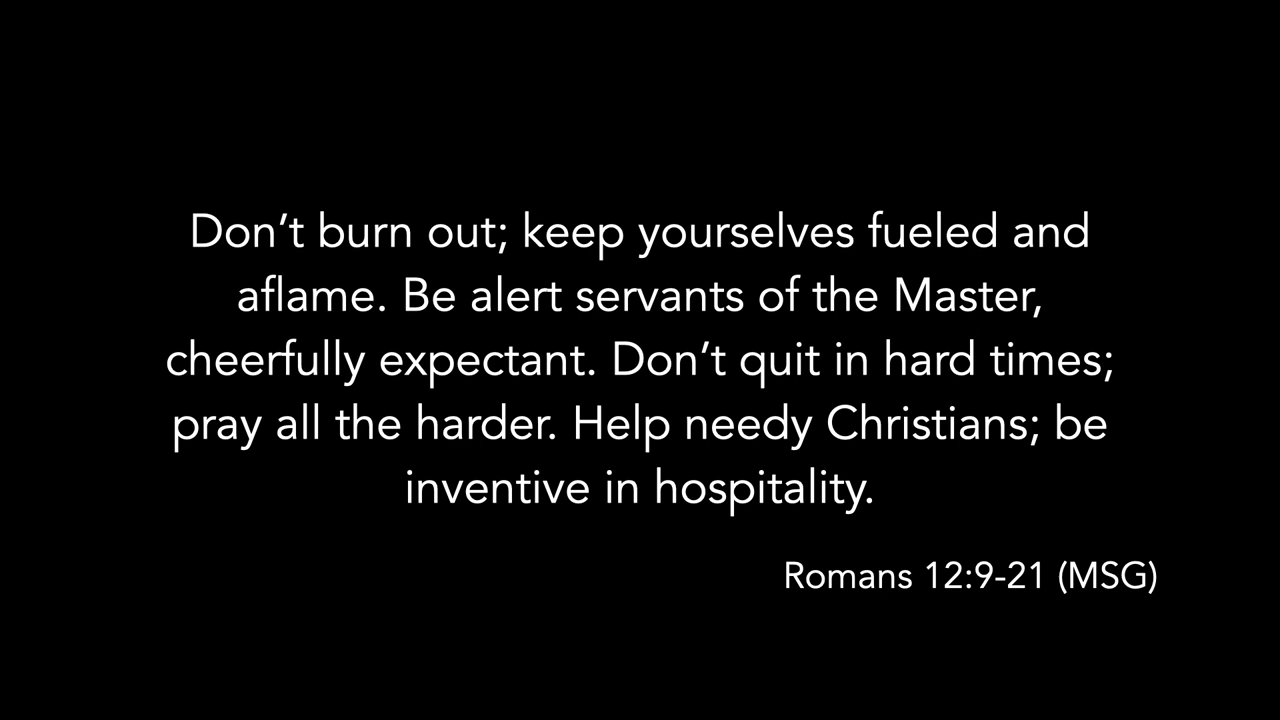 Don’t burn out; keep yourselves fueled and
aflame. Be alert servants of the Master,
cheerfully expectant. Don’t quit in hard times;
pray all the harder. Help needy Christians; be
inventive in hospitality.
Romans 12:9-21 (MSG)